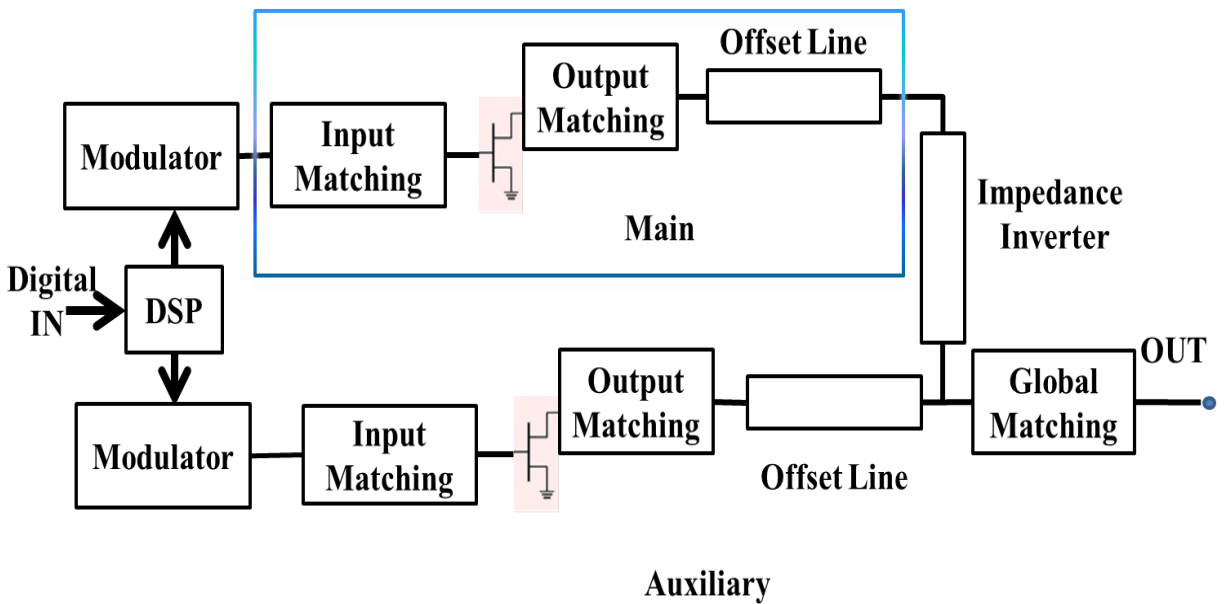 Offset Line
Output
Matching
Modulator
Input
Matching
Impedance
Inverter
Main
Digital
IN
DSP
OUT
Output
Matching
Global
Matching
Modulator
Input
Matching
Offset Line
Auxiliary